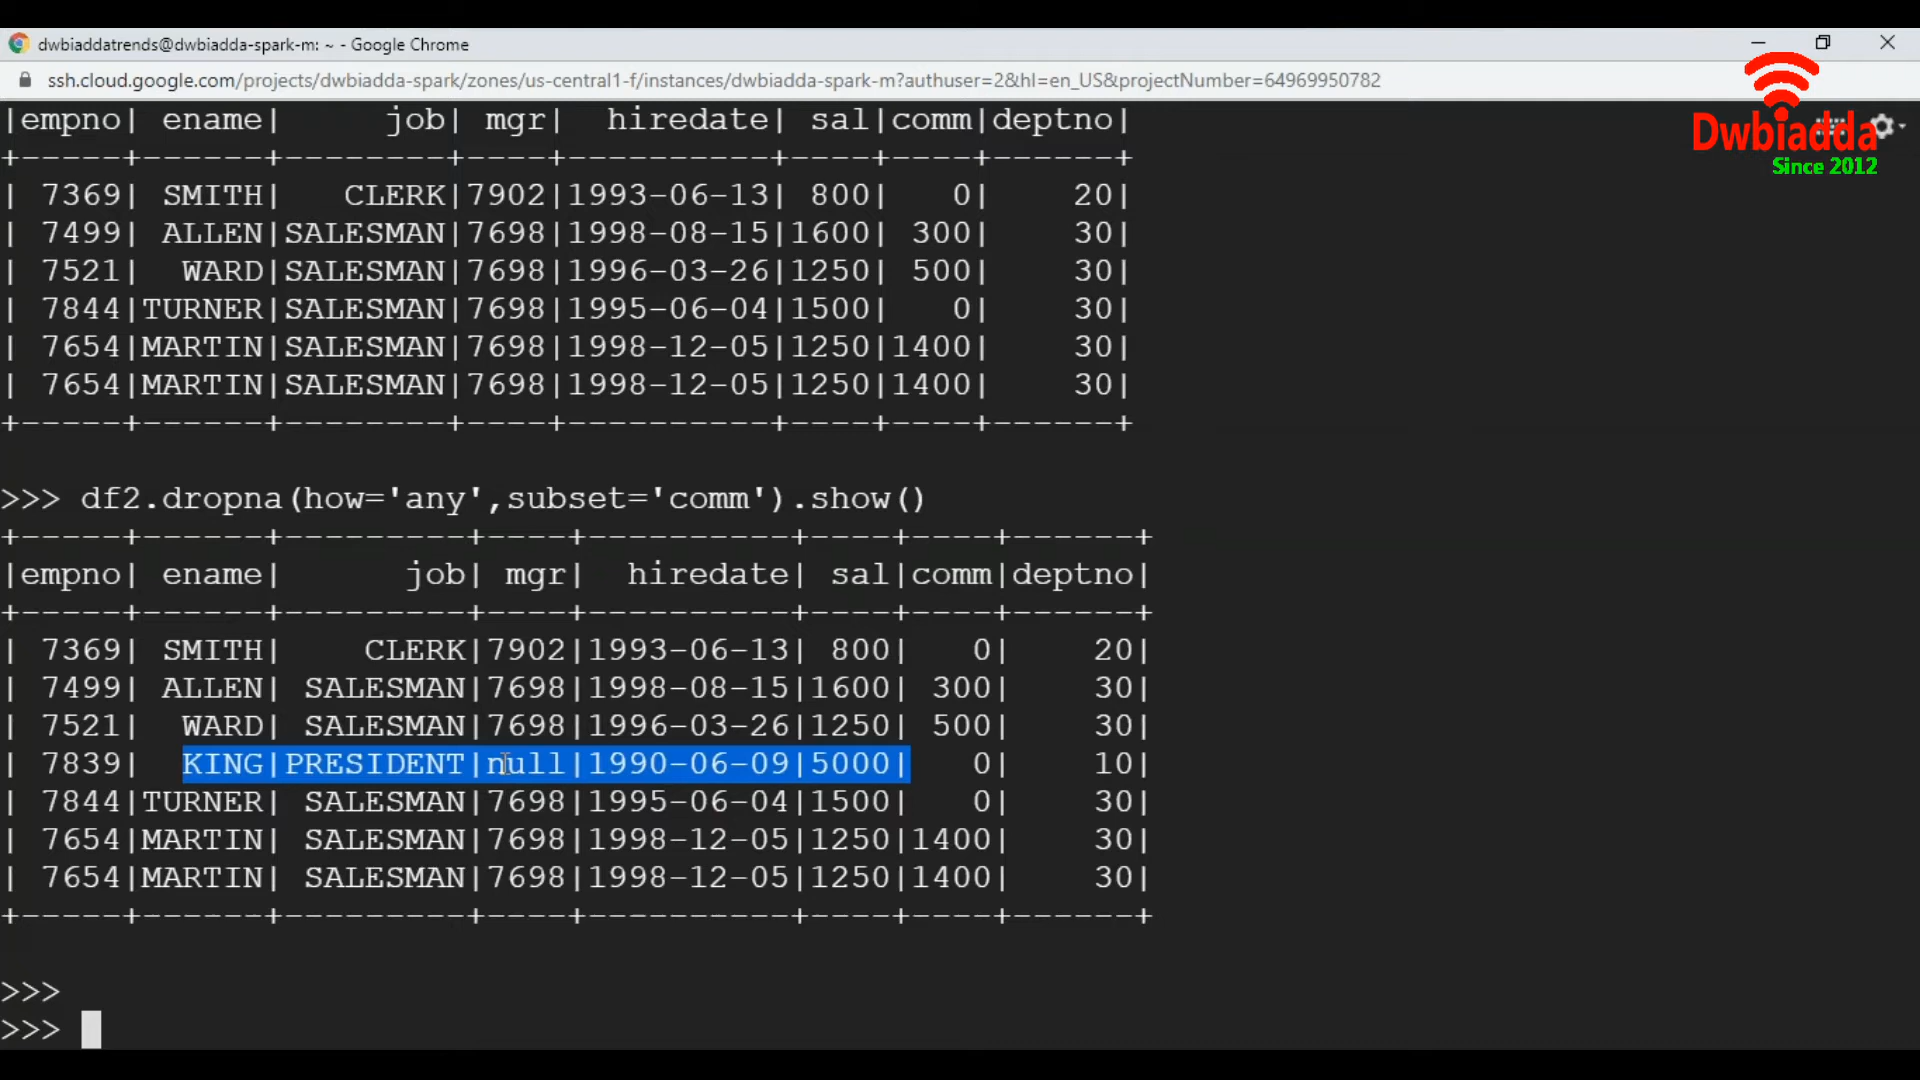 dwbiaddatrends@dwbiadda-spark-m: ~ - Google Chrome
ssh.cloud.google.com/projects/dwbiadda-spark/zones/us-central1-f/instances/dwbiadda-spark-m?authuser=2&hl=en_US&projectNumber=64969950782
Dwbiadda
Since 2012
|empno| ename|     job| mgr|  hiredate| sal|comm|deptno|
+-----+------+--------+----+----------+----+----+------+
| 7369| SMITH|   CLERK|7902|1993-06-13| 800|   0|    20|
| 7499| ALLEN|SALESMAN|7698|1998-08-15|1600| 300|    30|
| 7521|  WARD|SALESMAN|7698|1996-03-26|1250| 500|    30|
| 7844|TURNER|SALESMAN|7698|1995-06-04|1500|   0|    30|
| 7654|MARTIN|SALESMAN|7698|1998-12-05|1250|1400|    30|
| 7654|MARTIN|SALESMAN|7698|1998-12-05|1250|1400|    30|
+-----+------+--------+----+----------+----+----+------+
>>> df2.dropna(how='any',subset='comm').show()
+-----+------+---------+----+----------+----+----+------+
|empno| ename|      job| mgr|  hiredate| sal|comm|deptno|
+-----+------+---------+----+----------+----+----+------+
| 7369| SMITH|    CLERK|7902|1993-06-13| 800|   0|    20|
| 7499| ALLEN| SALESMAN|7698|1998-08-15|1600| 300|    30|
| 7521|  WARD| SALESMAN|7698|1996-03-26|1250| 500|    30|
| 7839|  KING|PRESIDENT|null|1990-06-09|5000|   0|    10|
| 7844|TURNER| SALESMAN|7698|1995-06-04|1500|   0|    30|
| 7654|MARTIN| SALESMAN|7698|1998-12-05|1250|1400|    30|
| 7654|MARTIN| SALESMAN|7698|1998-12-05|1250|1400|    30|
+-----+------+---------+----+----------+----+----+------+
>>>
>>>